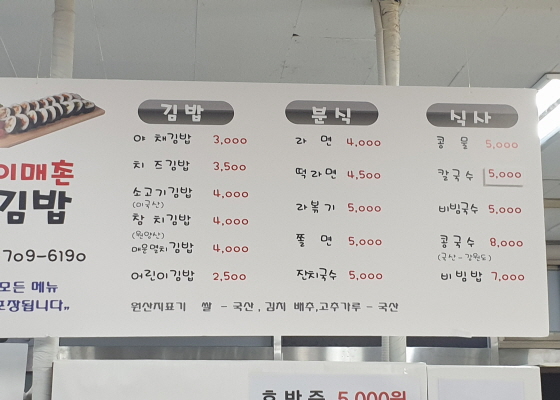 이매촌
김밥
709-6190
모든 메뉴
포장됩니다„
김밥
야채김밥 3,000
치즈김밥 3,500
소고기김밥 4,000
(미국산)
참치김밥 4,000
(원양산)
매운멸치김밥 4,000
어린이김밥 2,500
분식
라면 4,000
떡라면 4,500
라볶기 5,000
쫄면 5,000
잔치국수 5,000
식사
콩물 5,000
칼국수 5,000
비빔국수 5,000
콩국수 8,000
(국산-강원도)
비빔밥 7,000
원산지표기 쌀 - 국산, 김치 배추,고추가루 - 국산
호박죽 5,000원